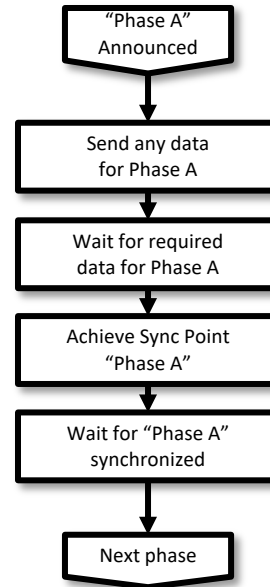 “Phase A”
Announced
Send any data
for Phase A
Wait for required
data for Phase A
Achieve Sync Point
“Phase A”
Wait for “Phase A”
synchronized
Next phase